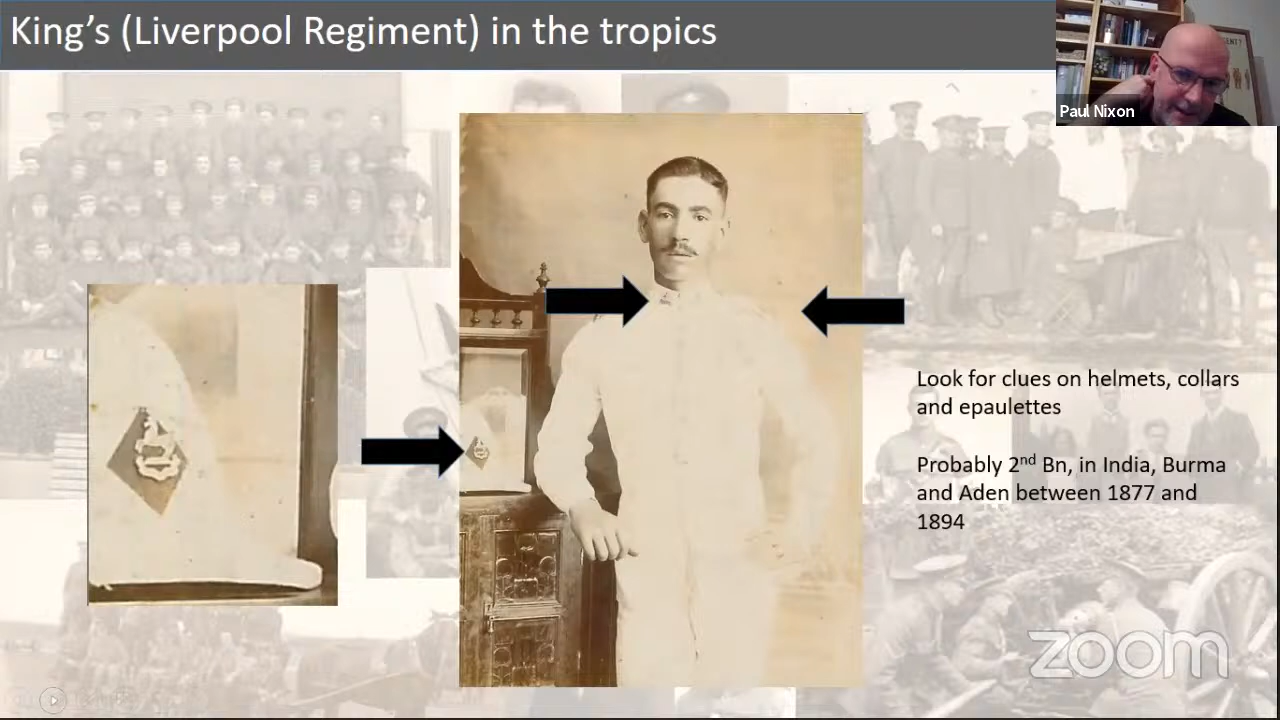 King's (Liverpool Regiment) in the tropics
Paul Nixon
Look for clues on helmets, collars
and epaulettes
Probably 2nd Bn, in India, Burma
and Aden between 1877 and
1894
zoom